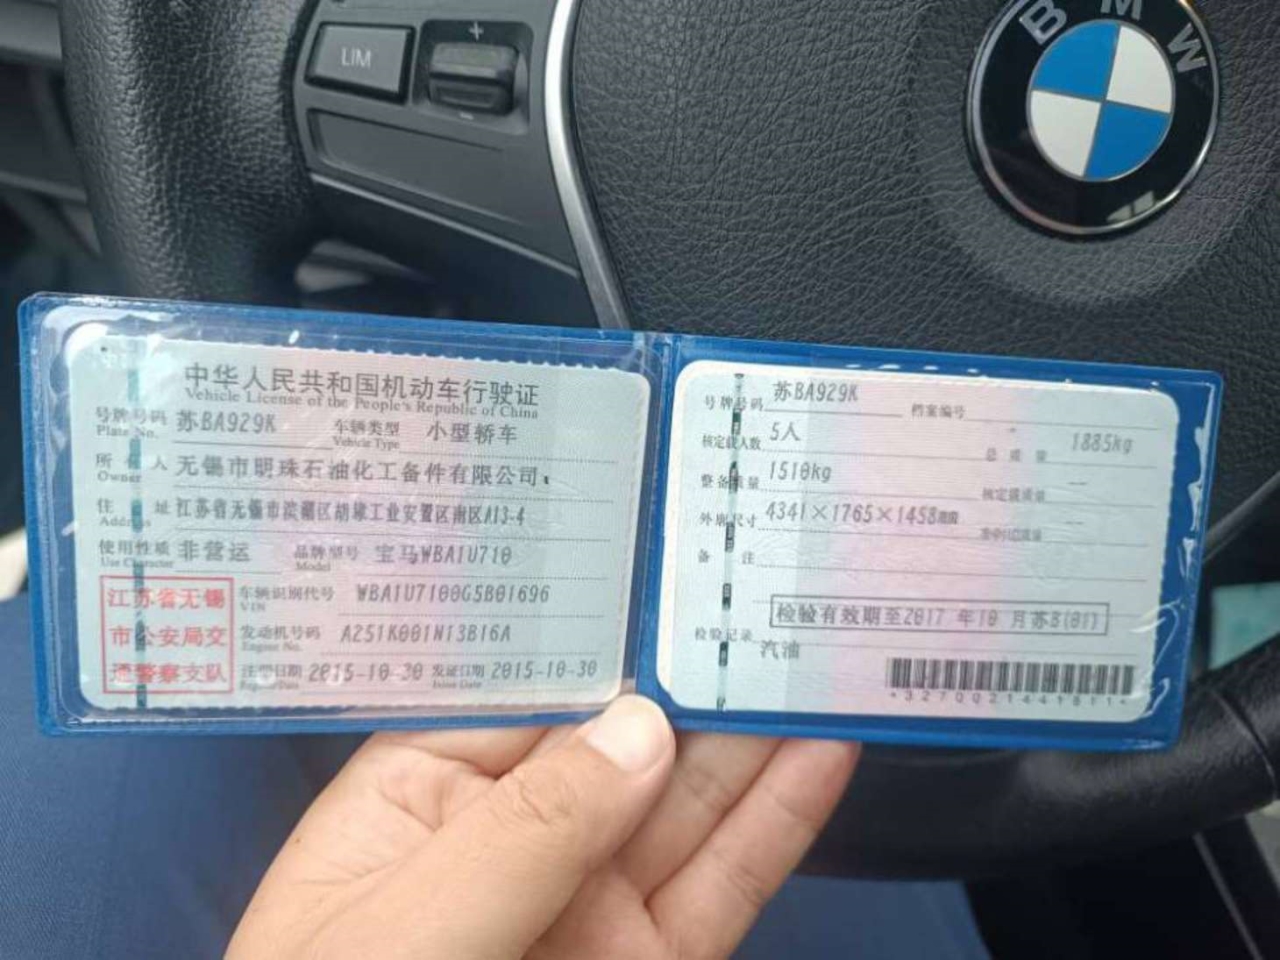 LIM
+
-
BMW
中华人民共和国机动车行驶证
Vehicle License of the People's Republic of China
号牌号码 苏BA929K 车辆类型 小型轿车
Plate No. Vehicle Type
所 人 无锡市明珠石油化工备件有限公司
Owner
住 址 江苏省无锡市滨湖区胡埭工业安置区南区A13-4
Address
使用性质 非营运 品牌型号 宝马WBA1U710
Use Character Model
江苏省无锡
市公安局交
通警察支队
车辆识别代号 WBA1U7100G5B01696
VIN
发动机号码 A251K001N13B16A
Engine No.
注册日期 2015-10-30 发证日期 2015-10-30
Issue Date
号牌号码 苏BA929K 档案编号
核定载人数 5人 总质量 1885kg
整备质量 1510kg 核定载质量 —
外廓尺寸 4341×1765×1458 —
备 注
检验有效期至2017 年10 月苏B(01)
检验记录
汽油